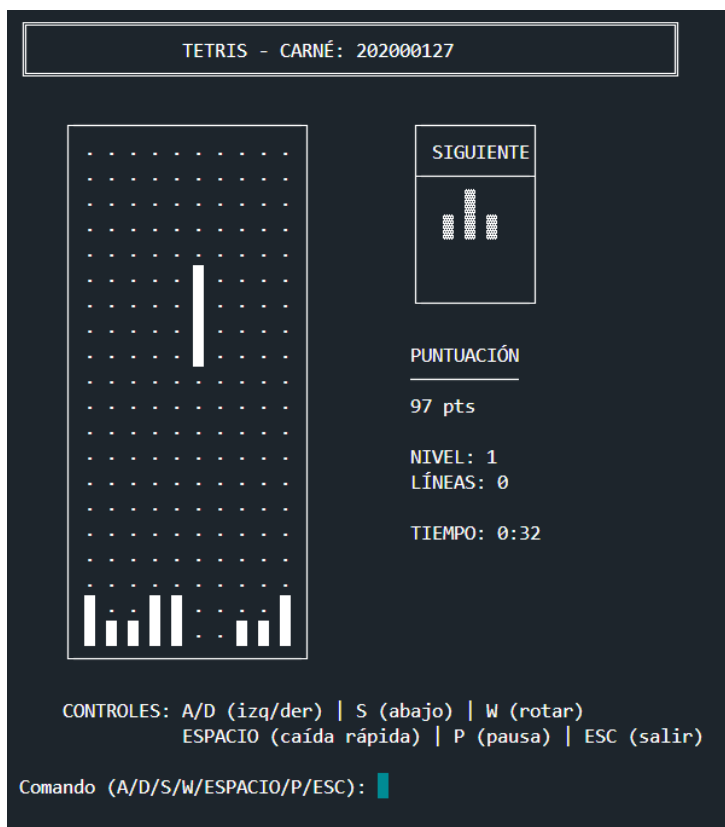 TETRIS - CARNÉ: 202000127
SIGUIENTE
PUNTUACIÓN
97 pts
NIVEL: 1
LÍNEAS: 0
TIEMPO: 0:32
CONTROLES: A/D (izq/der) | S (abajo) | W (rotar)
ESPACIO (caída rápida) | P (pausa) | ESC (salir)
Comando (A/D/S/W/ESPACIO/P/ESC):